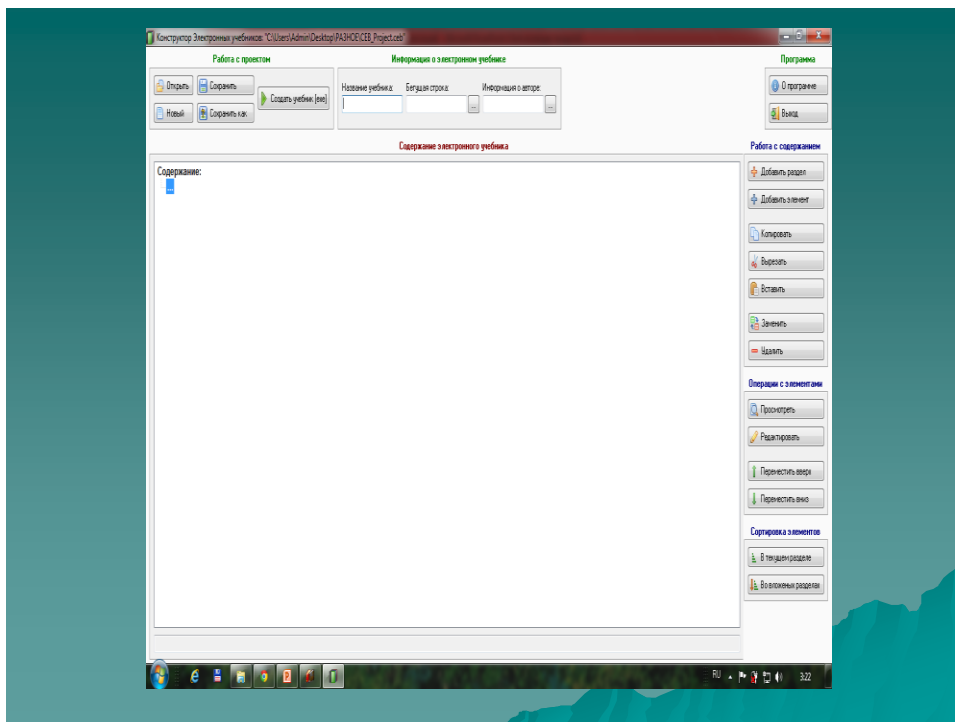 Конструктор Электронных учебников: "C:\Users\Admin\Desktop\РАЗНОЕ\CEB_Project.ceb"
Работа с проектом
Информация о электронном учебнике
Программа
Открыть
Сохранить
Новый
Сохранить как
Создать учебник [exe]
Название учебника:
Бегущая строка:
...
Информация о авторе:
...
О программе
Выход
Содержание электронного учебника
Работа с содержанием
Содержание:
...
Добавить раздел
Добавить элемент
Копировать
Вырезать
Вставить
Заменить
Удалить
Операции с элементами
Просмотреть
Редактировать
Переместить вверх
Переместить вниз
Сортировка элементов
В текущем разделе
Во вложеных разделах
RU
3:22